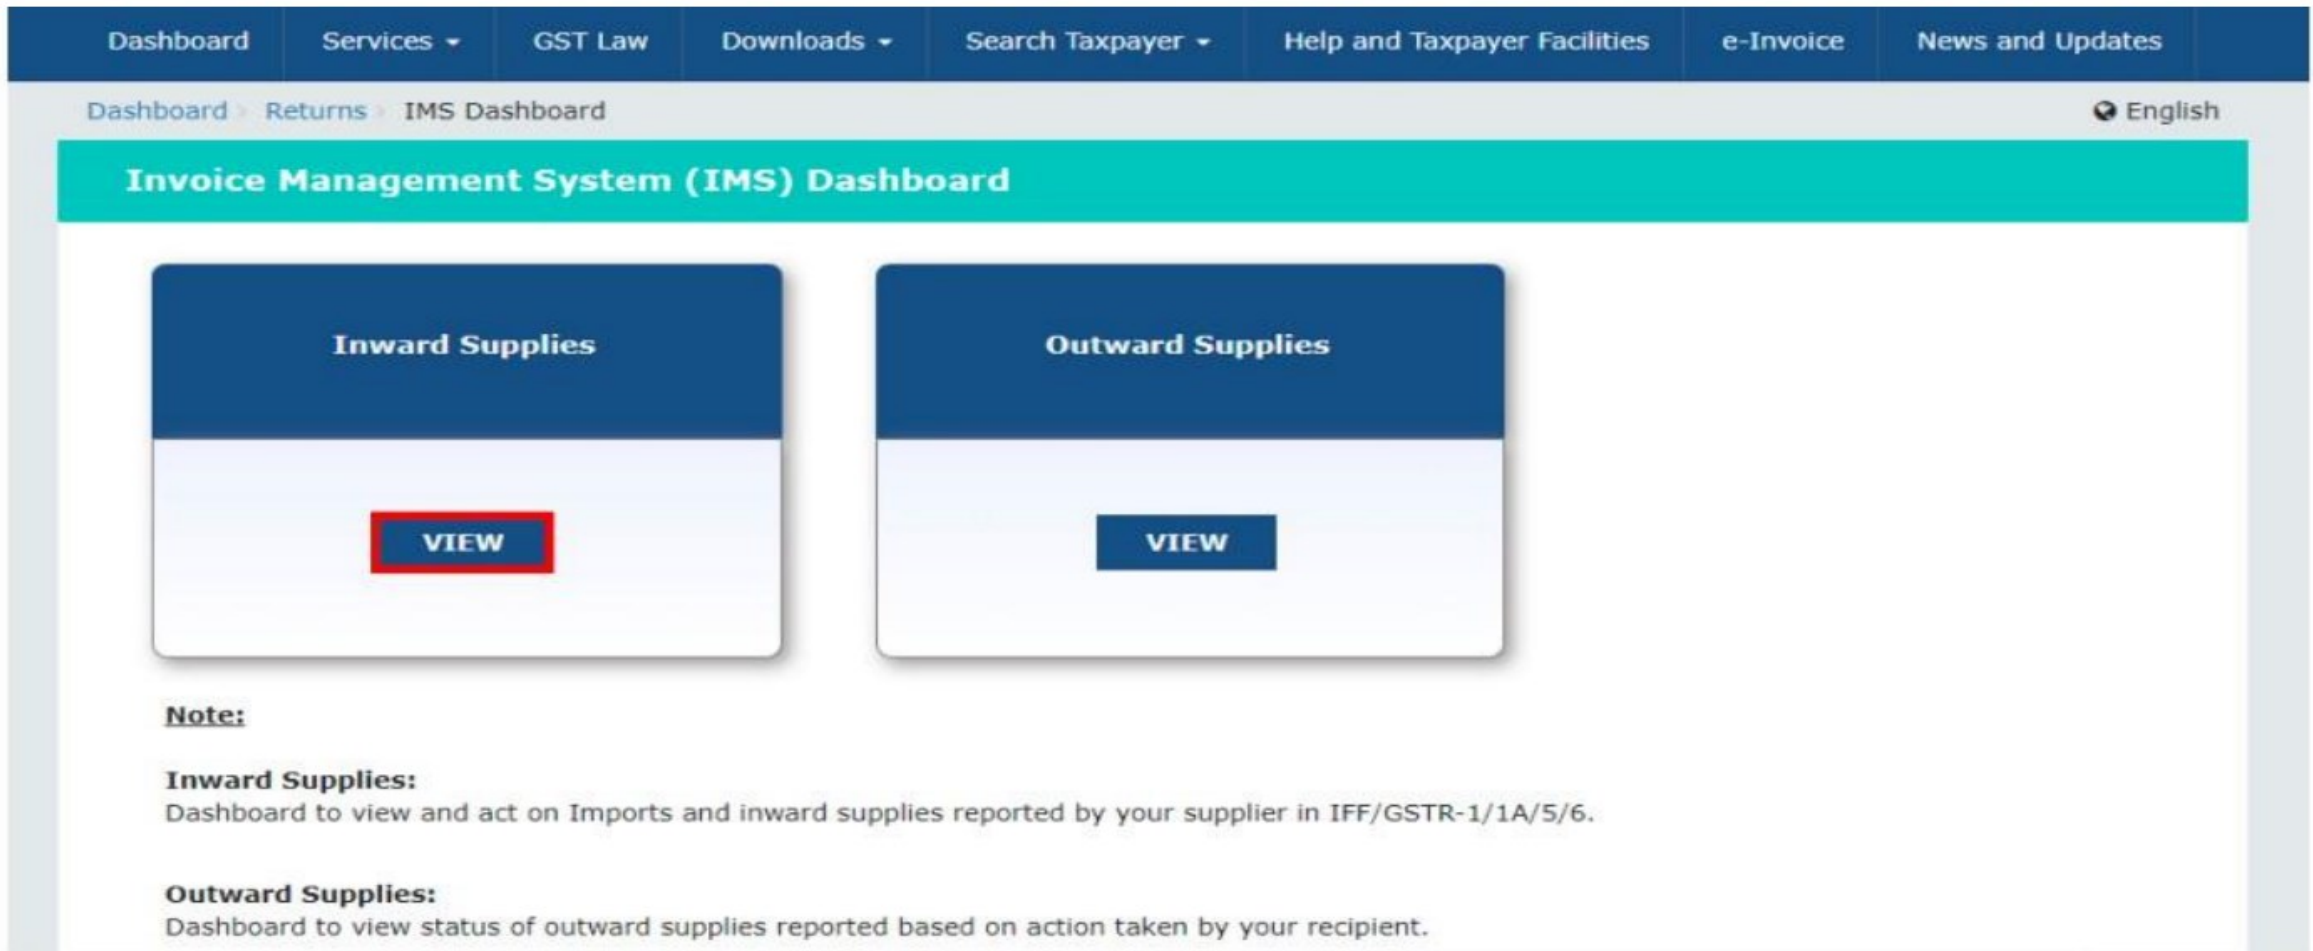 Dashboard Services GST Law Downloads Search Taxpayer Help and Taxpayer Facilities e-Invoice News and Updates
Dashboard Returns IMS Dashboard English
Invoice Management System (IMS) Dashboard
Inward Supplies
VIEW
Outward Supplies
VIEW
Note:
Inward Supplies:
Dashboard to view and act on Imports and inward supplies reported by your supplier in IFF/GSTR-1/1A/5/6.
Outward Supplies:
Dashboard to view status of outward supplies reported based on action taken by your recipient.